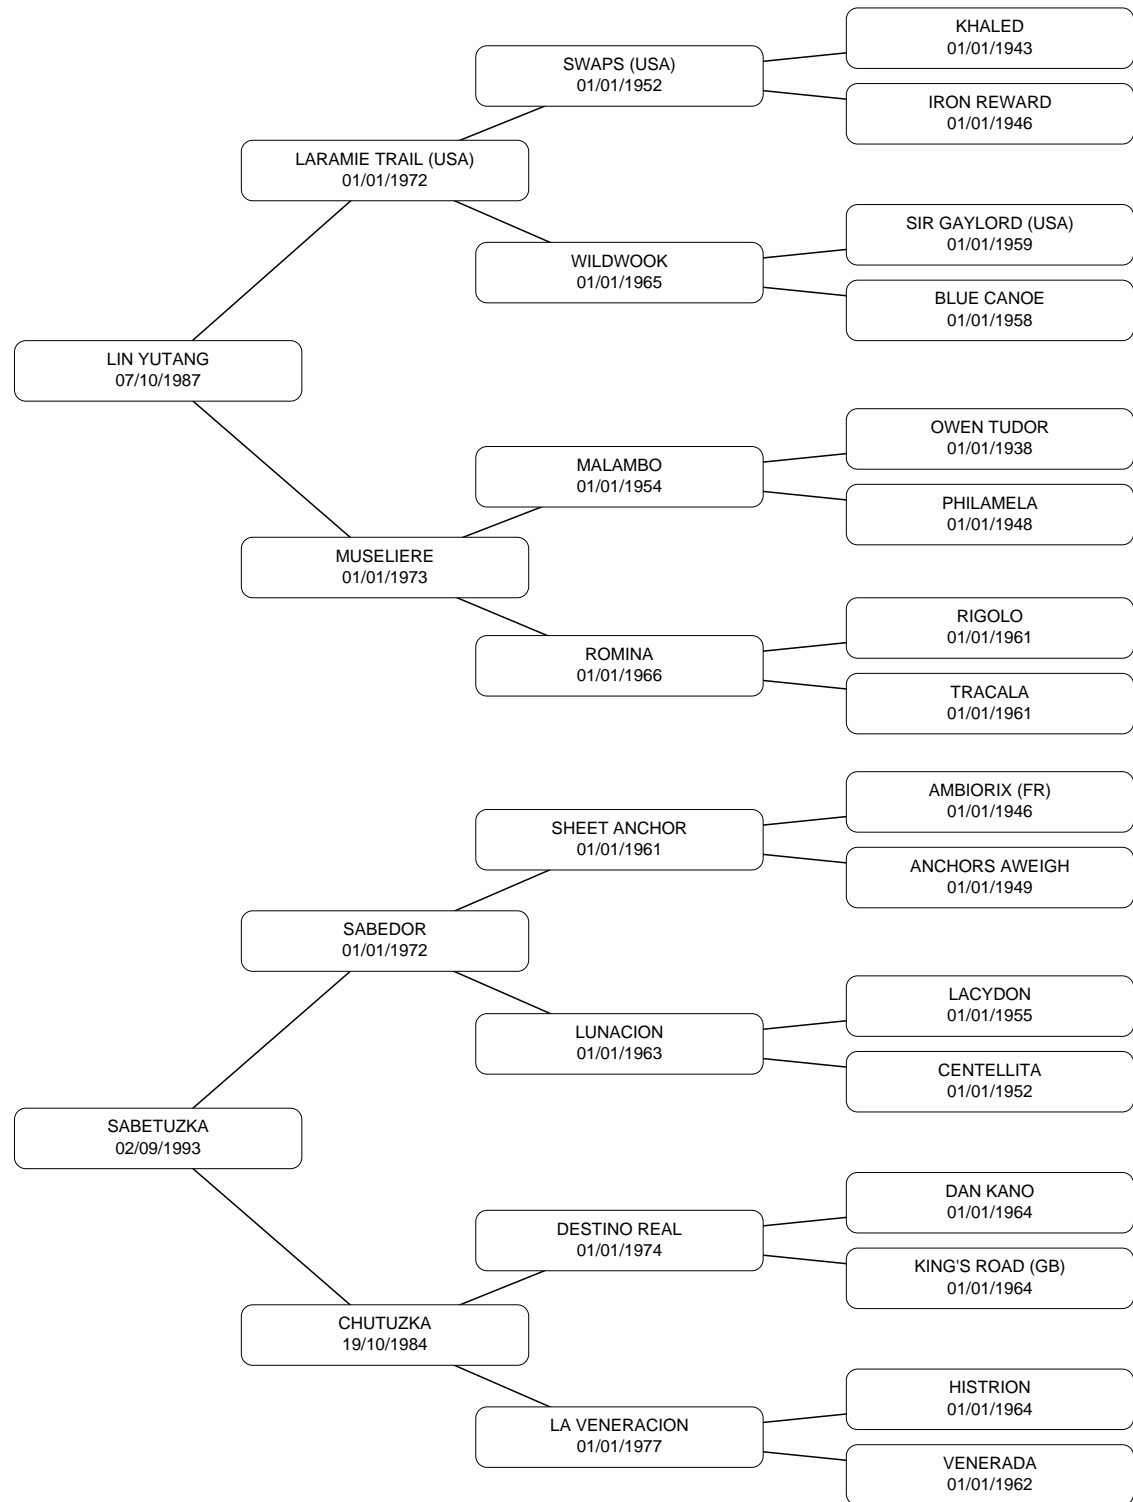 KHALED
01/01/1943
SWAPS (USA)
01/01/1952
IRON REWARD
01/01/1946
LARAMIE TRAIL (USA)
01/01/1972
SIR GAYLORD (USA)
01/01/1959
WILDWOOK
01/01/1965
BLUE CANOE
01/01/1958
LIN YUTANG
07/10/1987
OWEN TUDOR
01/01/1938
MALAMBO
01/01/1954
PHILAMELA
01/01/1948
MUSELIERE
01/01/1973
RIGOLO
01/01/1961
ROMINA
01/01/1966
TRACALA
01/01/1961
AMBIORIX (FR)
01/01/1946
SHEET ANCHOR
01/01/1961
ANCHORS AWEIGH
01/01/1949
SABEDOR
01/01/1972
LACYDON
01/01/1955
LUNACION
01/01/1963
CENTELLITA
01/01/1952
SABETUZKA
02/09/1993
DAN KANO
01/01/1964
DESTINO REAL
01/01/1974
KING'S ROAD (GB)
01/01/1964
CHUTUZKA
19/10/1984
HISTRION
01/01/1964
LA VENERACION
01/01/1977
VENERADA
01/01/1962